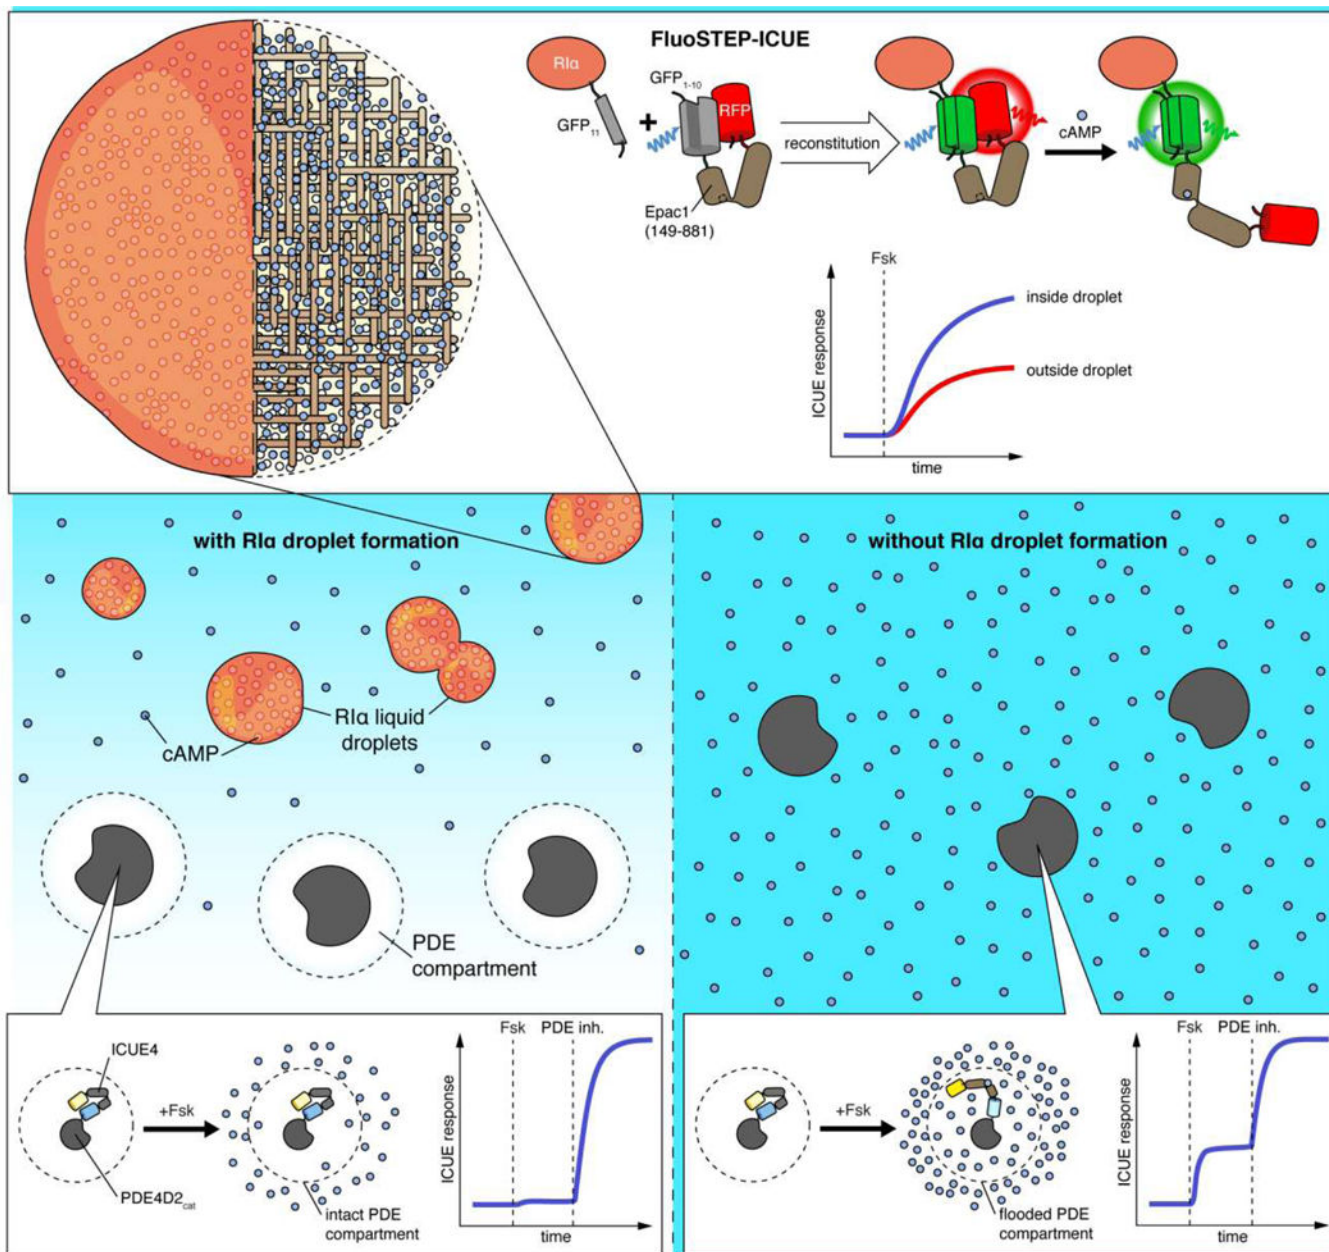 FluoSTEP-ICUE
RIα
GFP1-10
GFP11
RFP
+
reconstitution
cAMP
Epac1
(149-881)
Fsk
ICUE response
inside droplet
outside droplet
time
with RIα droplet formation
without RIα droplet formation
RIα liquid
droplets
cAMP
PDE
compartment
ICUE4
+Fsk
PDE4D2cat
intact PDE
compartment
Fsk
PDE inh.
ICUE response
time
+Fsk
flooded PDE
compartment
Fsk
PDE inh.
ICUE response
time